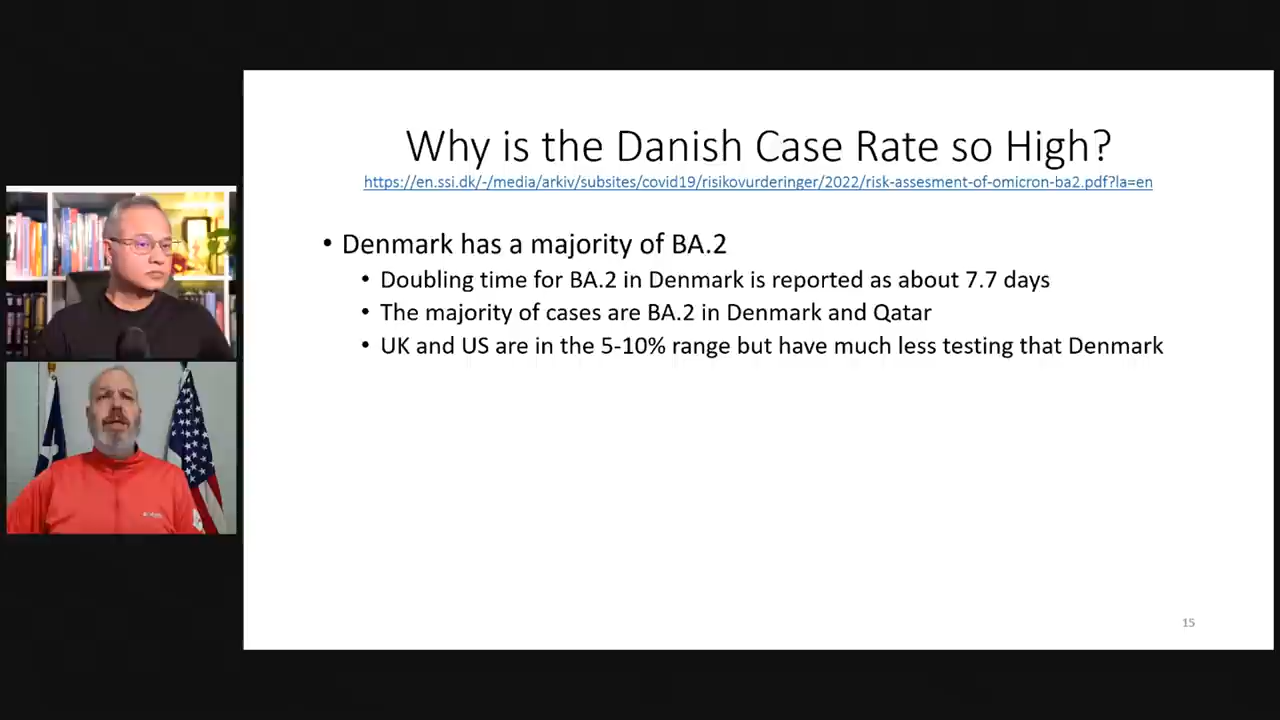 Why is the Danish Case Rate so High?
https://en.ssi.dk/-/media/arkiv/subsites/covid19/risikovurderinger/2022/risk-assesment-of-omicron-ba2.pdf?la=en
• Denmark has a majority of BA.2
• Doubling time for BA.2 in Denmark is reported as about 7.7 days
• The majority of cases are BA.2 in Denmark and Qatar
• UK and US are in the 5-10% range but have much less testing that Denmark
15